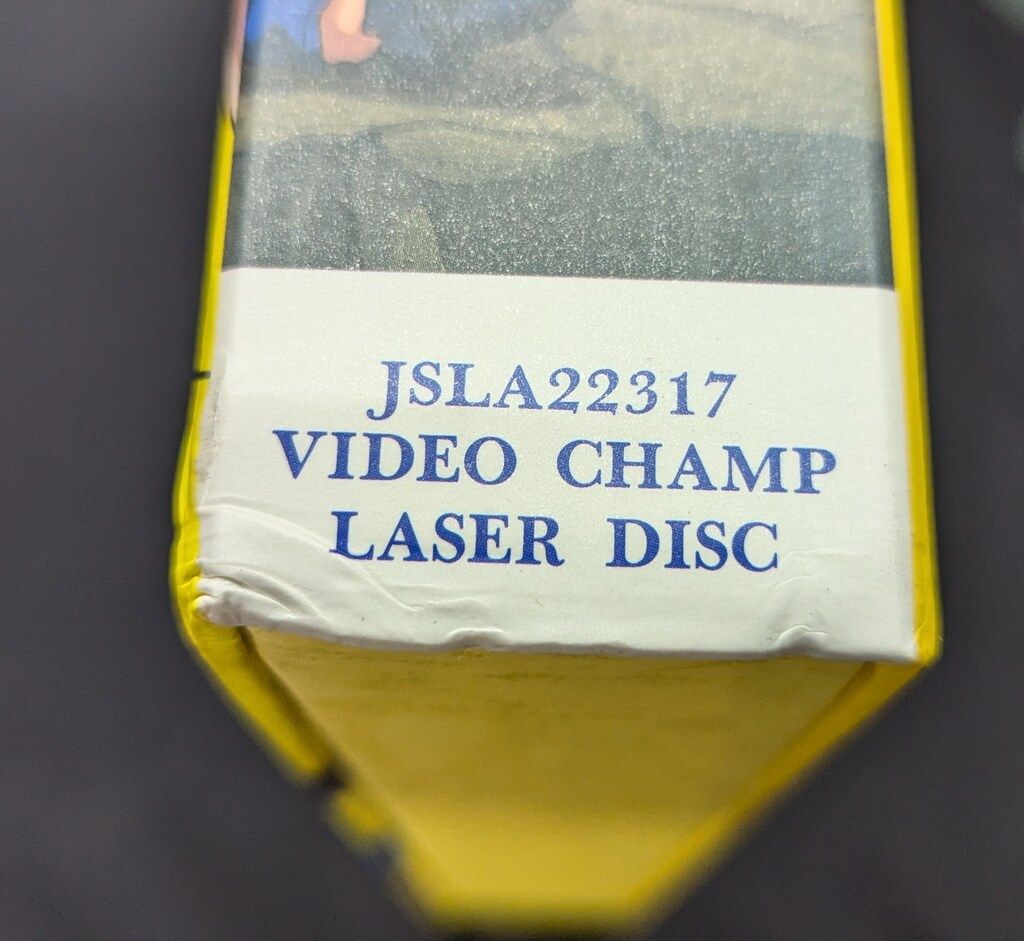 JSLA22317
VIDEO CHAMP
LASER DISC